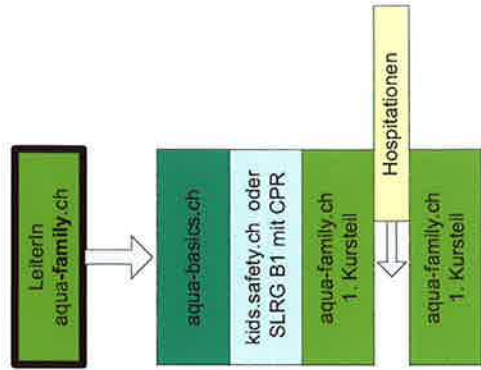 LeiterIn
aqua-family.ch
aqua-basics.ch
kids.safety.ch oder
SLRG B1 mit CPR
aqua-family.ch
1. Kursteil
Hospitationen
aqua-family.ch
1. Kursteil